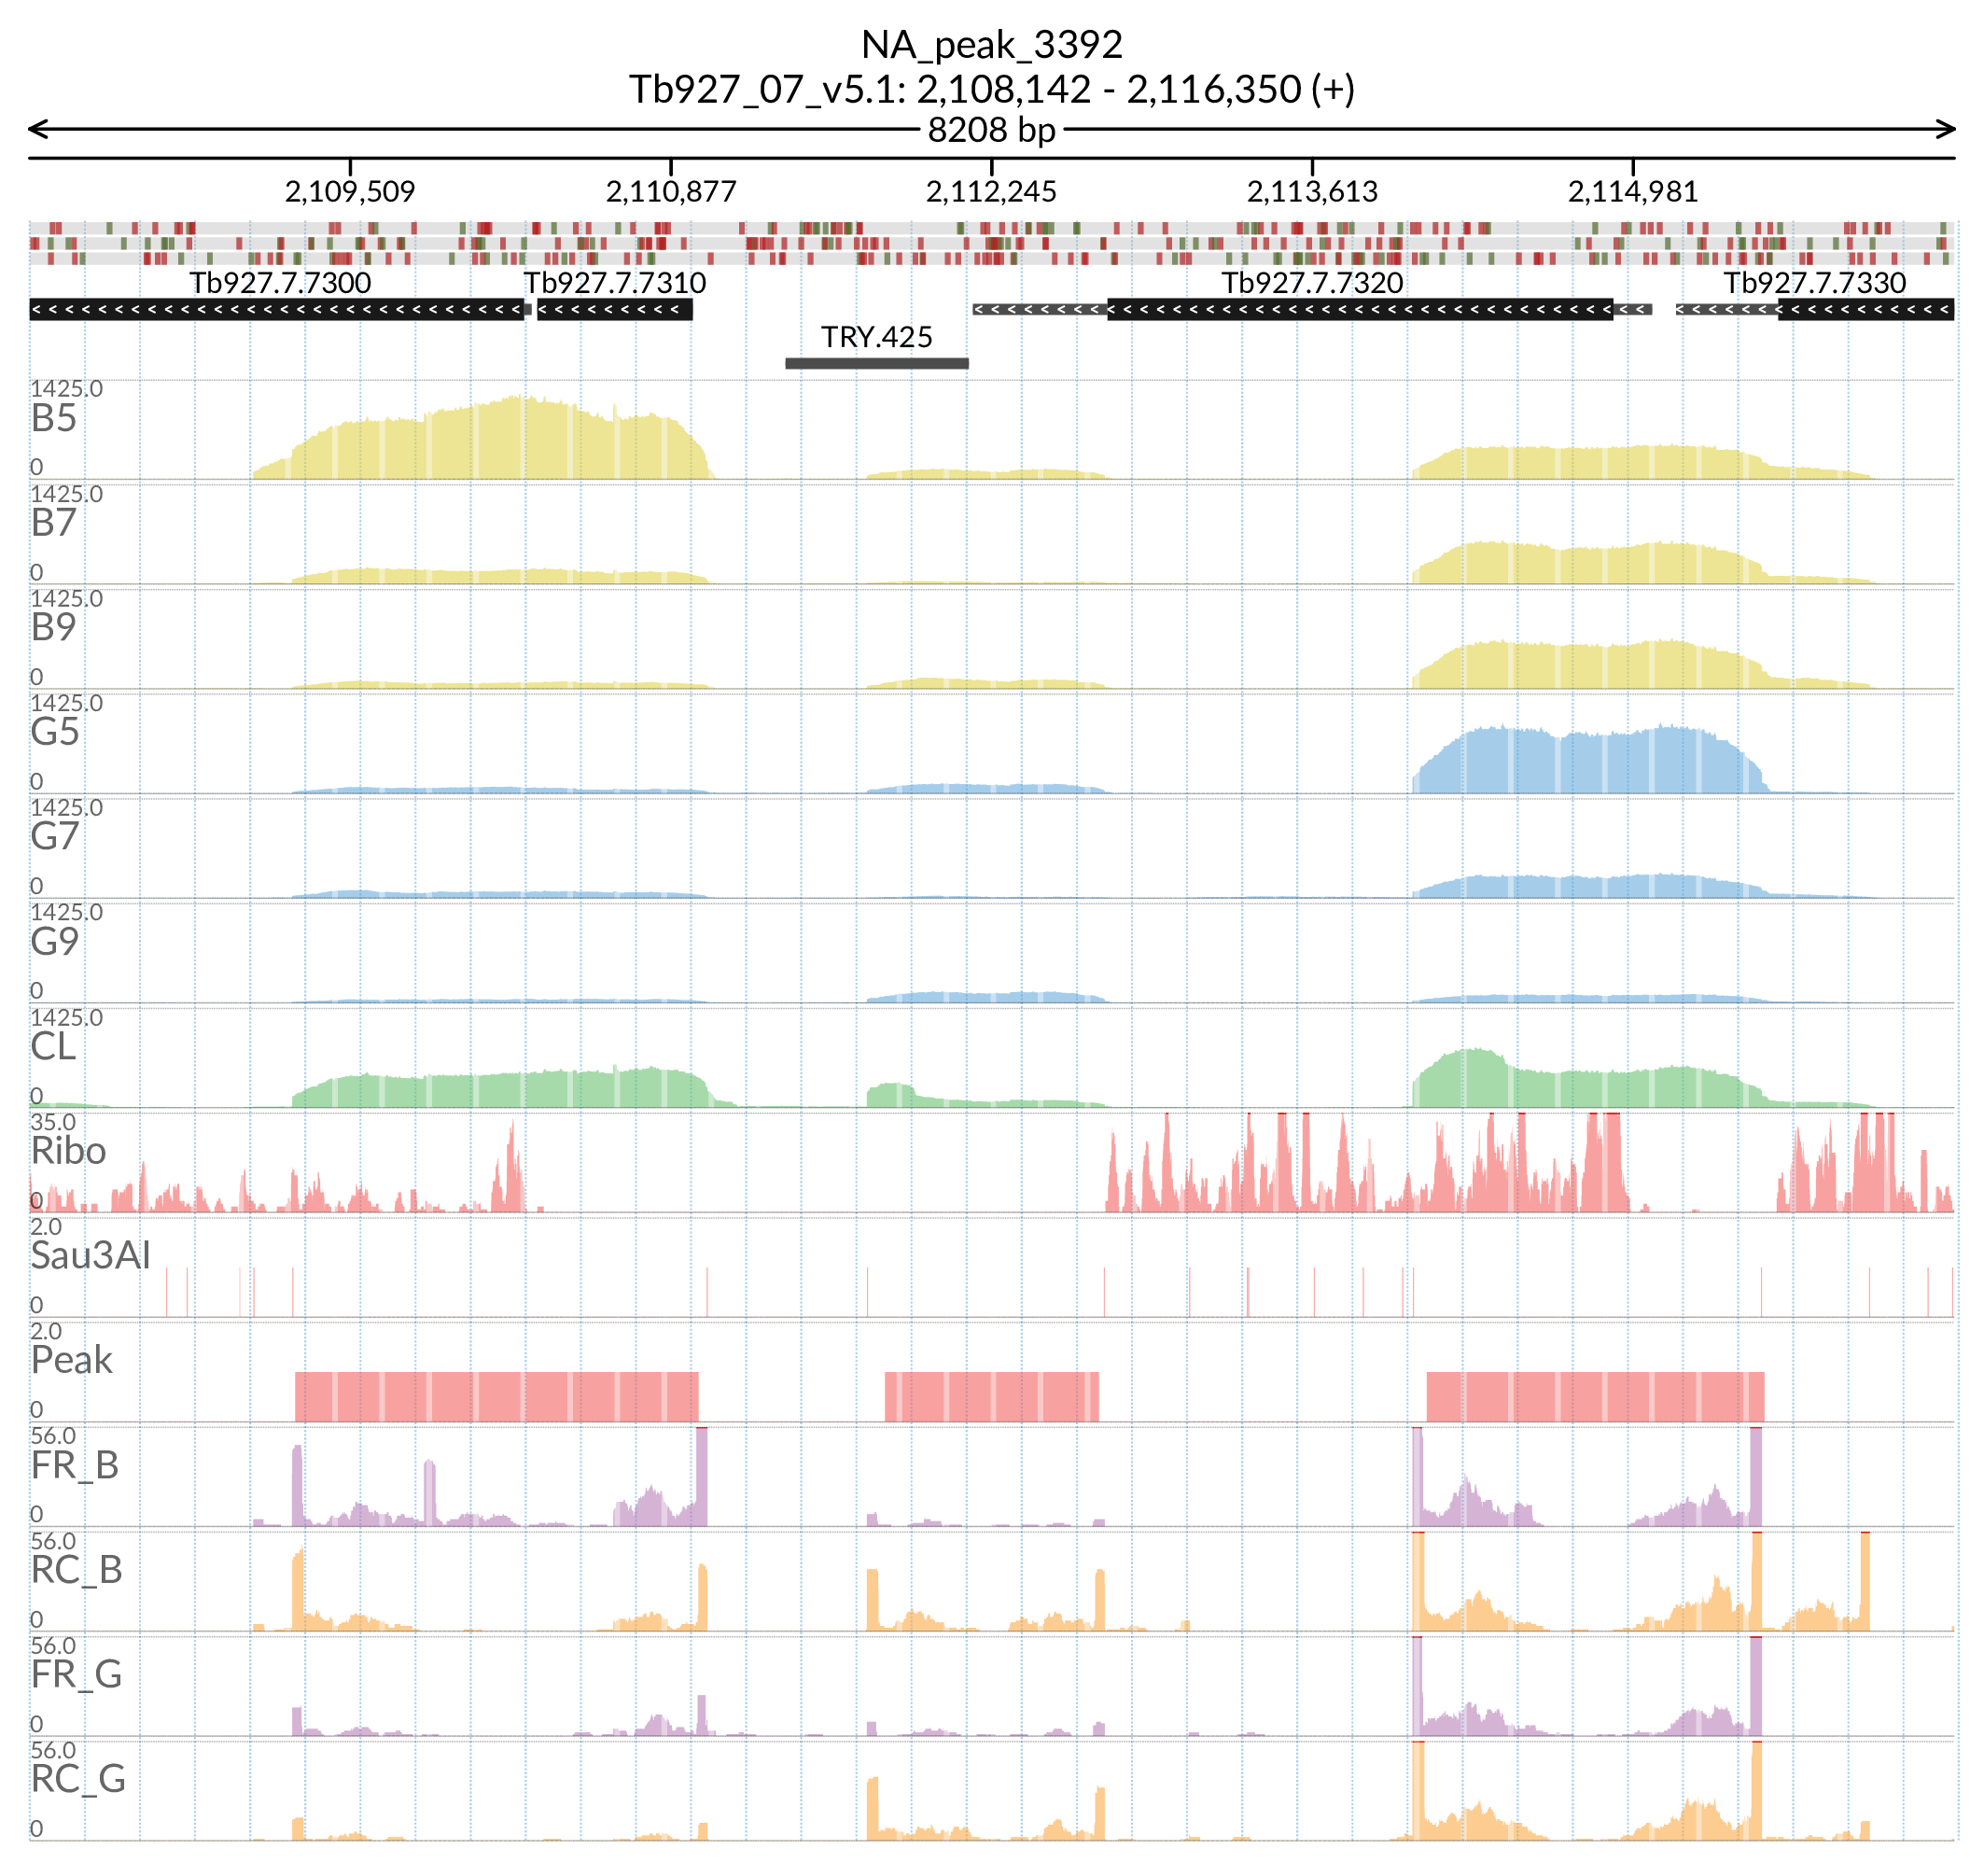 NA_peak_3392
Tb927_07_v5.1: 2,108,142 - 2,116,350 (+)
8208 bp
2,109,509 2,110,877 2,112,245 2,113,613 2,114,981
Tb927.7.7300 Tb927.7.7310 Tb927.7.7320 Tb927.7.7330
TRY.425
1425.0
B5
0
1425.0
B7
0
1425.0
B9
0
1425.0
G5
0
1425.0
G7
0
1425.0
G9
0
1425.0
CL
0
35.0
Ribo
0
2.0
Sau3AI
0
2.0
Peak
0
56.0
FR_B
0
56.0
RC_B
0
56.0
FR_G
0
56.0
RC_G
0